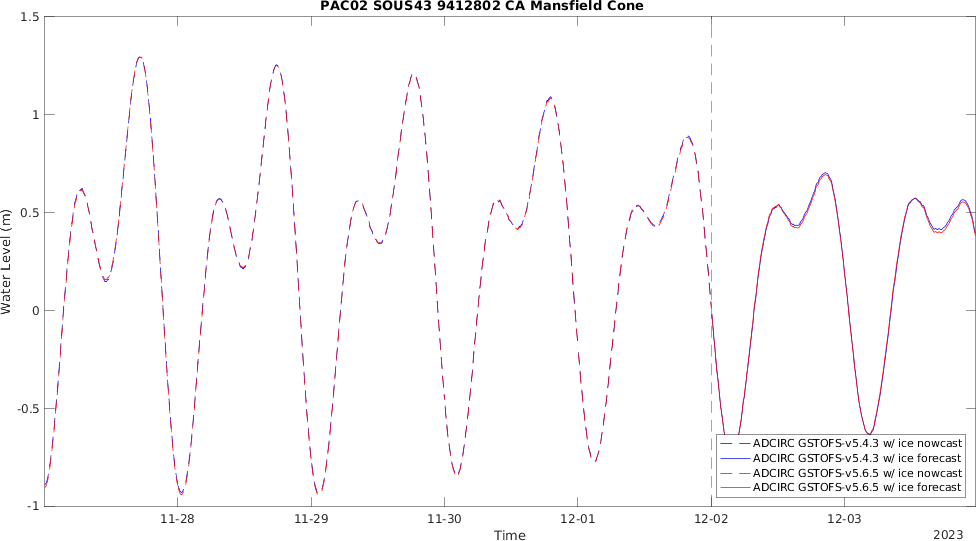 PAC02 SOUS43 9412802 CA Mansfield Cone
1.5
1
0.5
0
-0.5
-1
Water Level (m)
11-28
11-29
11-30
12-01
12-02
12-03
Time
2023
ADCIRC GSTOFS-v5.4.3 w/ ice nowcast
ADCIRC GSTOFS-v5.4.3 w/ ice forecast
ADCIRC GSTOFS-v5.6.5 w/ ice nowcast
ADCIRC GSTOFS-v5.6.5 w/ ice forecast